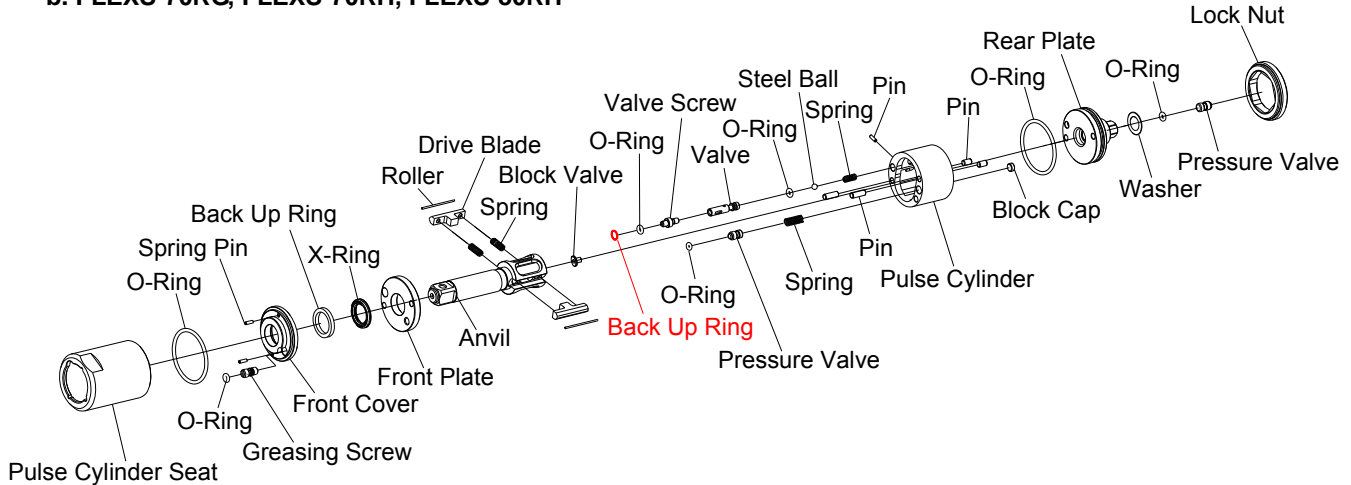 Lock Nut
Rear Plate
O-Ring
O-Ring
Steel Ball
Pin
Valve Screw
Spring
Pin
O-Ring
O-Ring
Valve
Drive Blade
Pressure Valve
Roller
Block Valve
Washer
Spring
Block Cap
Back Up Ring
Spring Pin
X-Ring
Pin
O-Ring
Spring
Pulse Cylinder
O-Ring
Back Up Ring
Anvil
Pressure Valve
Front Plate
Front Cover
O-Ring
Greasing Screw
Pulse Cylinder Seat